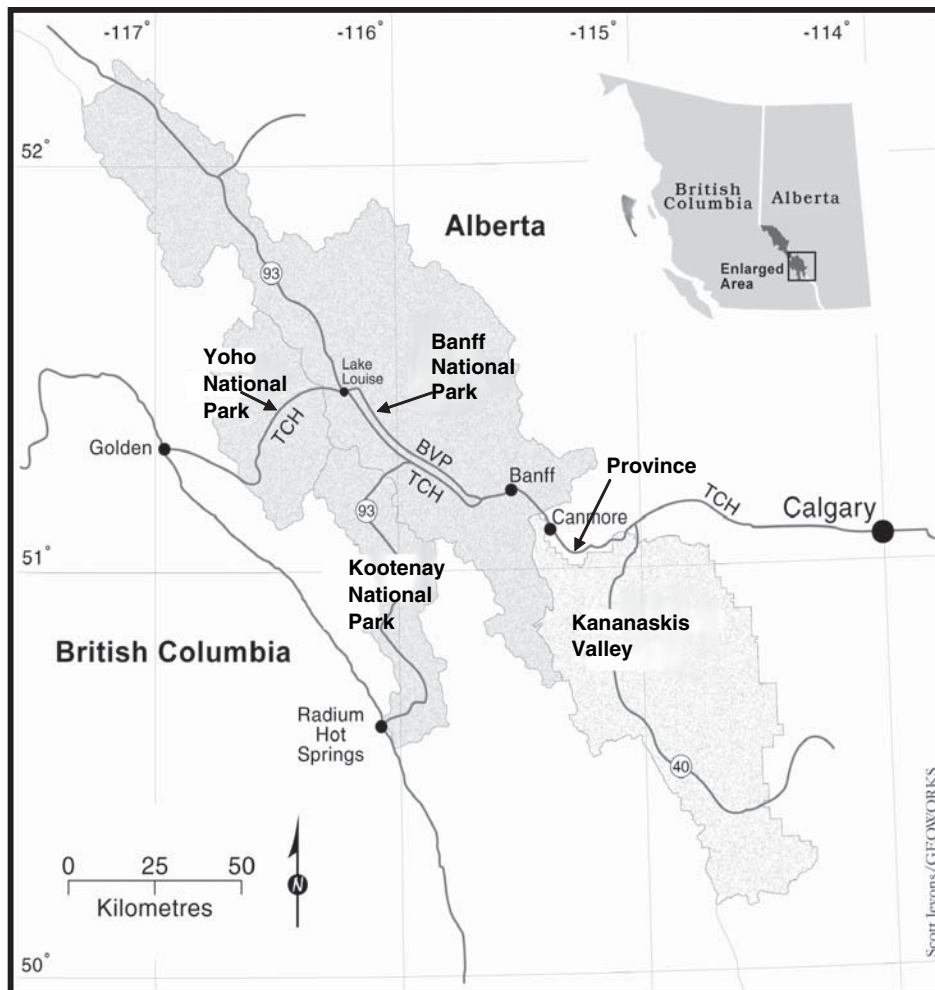 -117°
-116°
-115°
-114°
52°
British
Columbia
Alberta
Enlarged
Area
Alberta
93
Yoho
National
Park
Lake
Louise
Banff
National
Park
TCH
Golden
BVP
TCH
Banff
Province
TCH
Calgary
Canmore
93
51°
Kootenay
National
Park
Kananaskis
Valley
British Columbia
Radium
Hot
Springs
40
0 25 50
Kilometres
N
50°
Scott Jevons/GEOWORKS